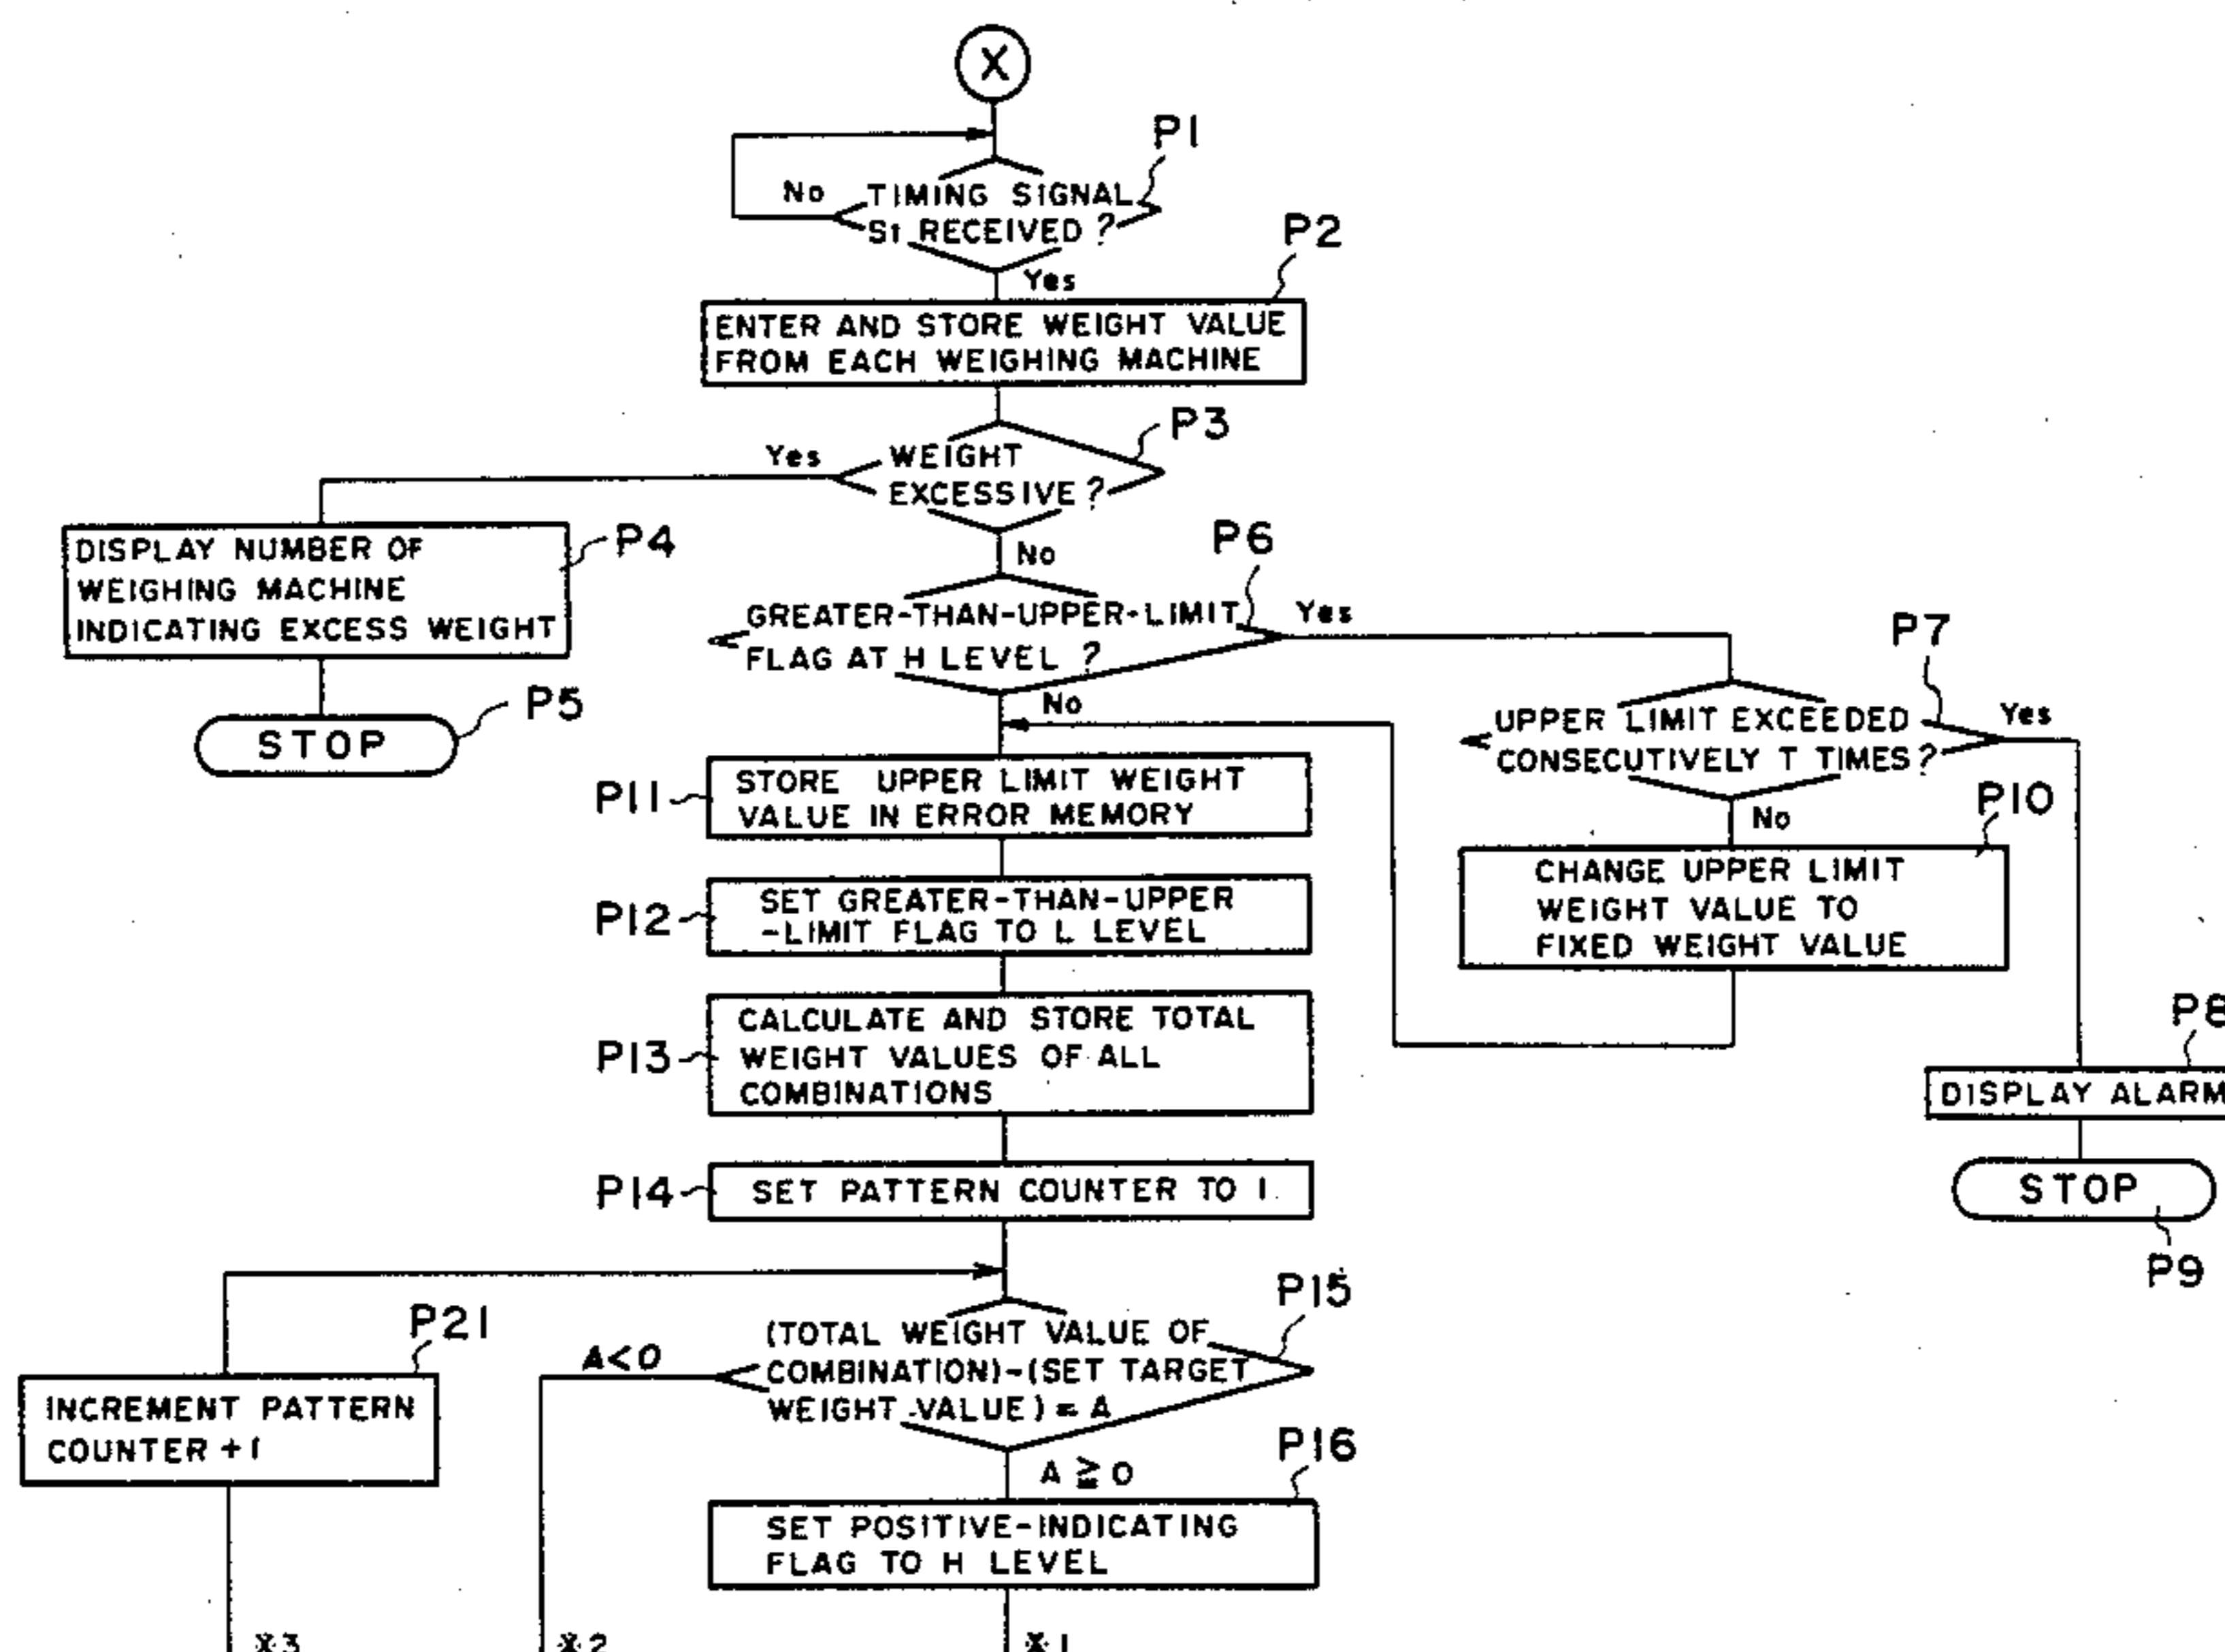 X
P1
No
TIMING SIGNAL
St RECEIVED ?
Yes
P2
ENTER AND STORE WEIGHT VALUE
FROM EACH WEIGHING MACHINE
P3
Yes
WEIGHT
EXCESSIVE ?
No
P4
DISPLAY NUMBER OF
WEIGHING MACHINE
INDICATING EXCESS WEIGHT
P5
STOP
P6
GREATER-THAN-UPPER-LIMIT
FLAG AT H LEVEL ?
Yes
No
P7
UPPER LIMIT EXCEEDED
CONSECUTIVELY T TIMES ?
Yes
No
P10
CHANGE UPPER LIMIT
WEIGHT VALUE TO
FIXED WEIGHT VALUE
P8
DISPLAY ALARM
STOP
P9
P11
STORE UPPER LIMIT WEIGHT
VALUE IN ERROR MEMORY
P12
SET GREATER-THAN-UPPER
-LIMIT FLAG TO L LEVEL
P13
CALCULATE AND STORE TOTAL
WEIGHT VALUES OF ALL
COMBINATIONS
P14
SET PATTERN COUNTER TO 1
P15
(TOTAL WEIGHT VALUE OF
COMBINATION)-(SET TARGET
WEIGHT VALUE) = A
A<0
A ≧ 0
P21
INCREMENT PATTERN
COUNTER +1
P16
SET POSITIVE-INDICATING
FLAG TO H LEVEL
※3
※2
※1